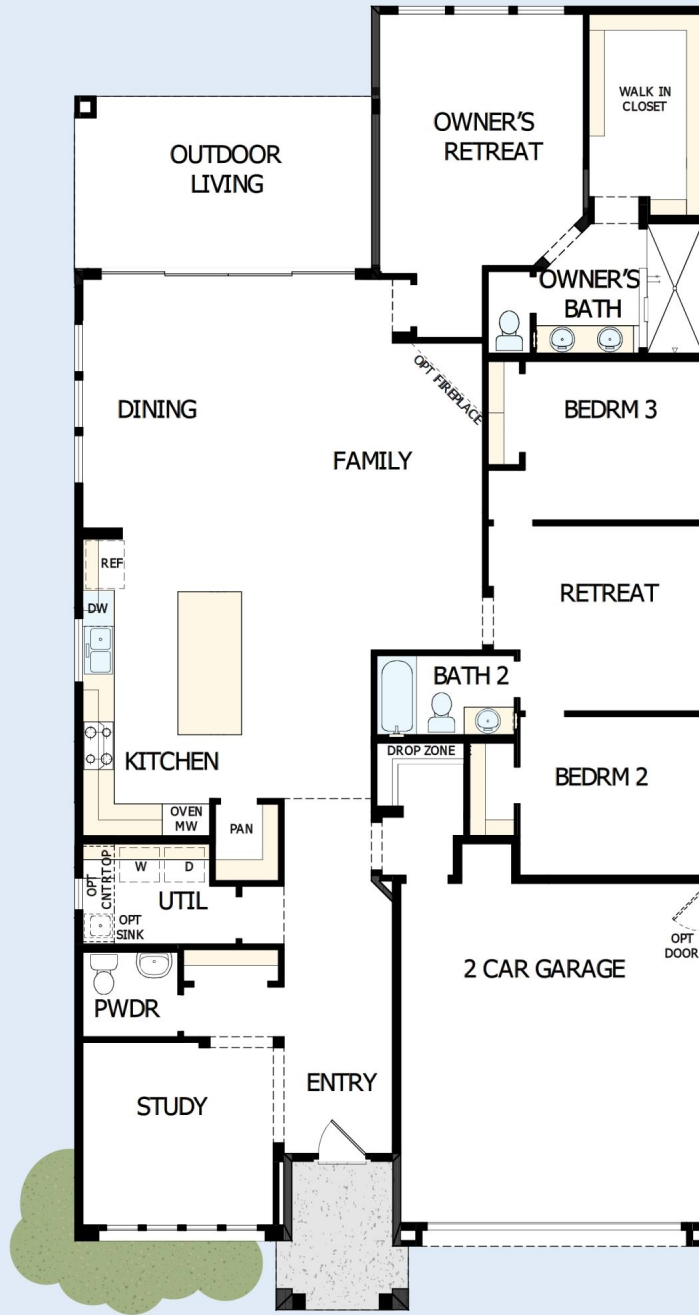 WALK IN
CLOSET
OWNER'S
RETREAT
OUTDOOR
LIVING
OWNER'S
BATH
OPT FIREPLACE
DINING
BEDRM 3
FAMILY
REF
RETREAT
DW
BATH 2
DROP ZONE
KITCHEN
BEDRM 2
OVEN
MW
PAN
OPT
CNTRTOP
W
D
UTIL
OPT
SINK
OPT
DOOR
2 CAR GARAGE
PWDR
ENTRY
STUDY